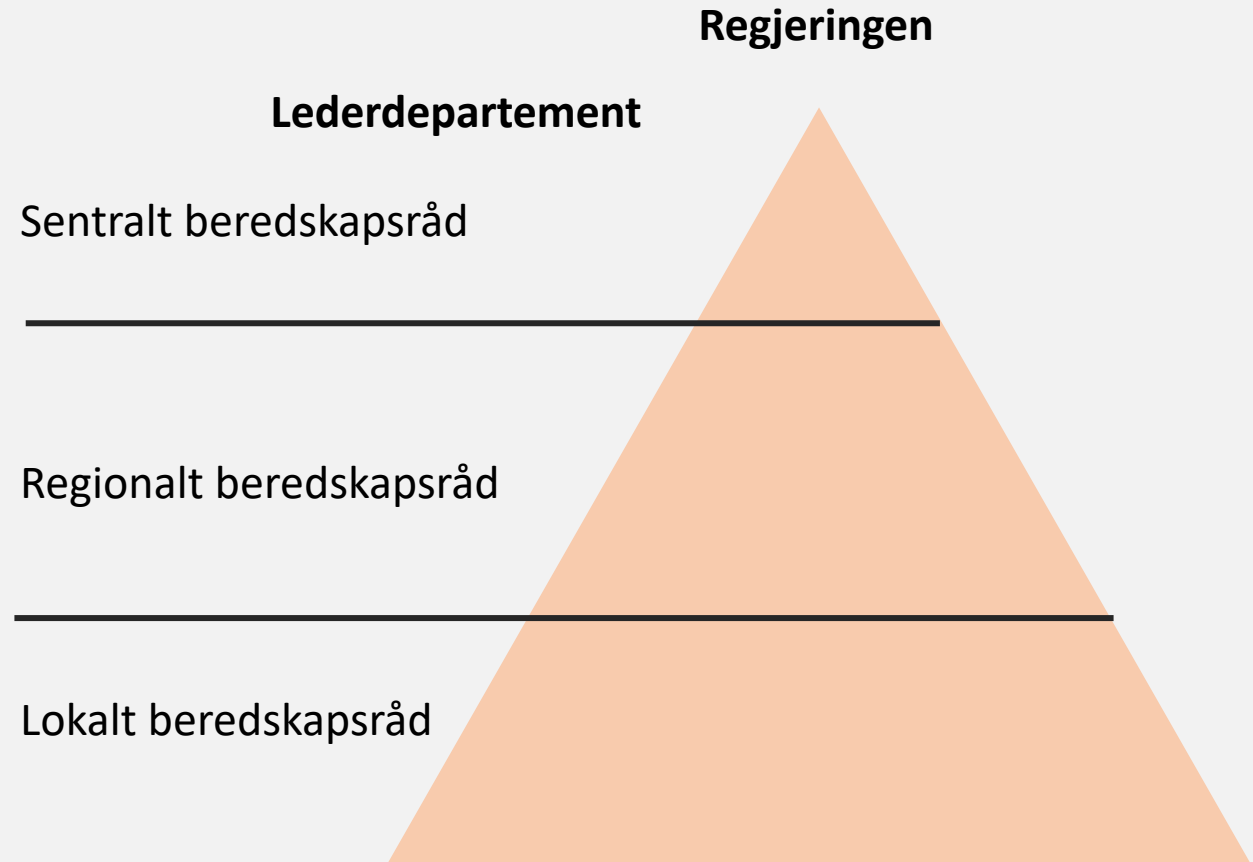 Regjeringen
Lederdepartement
Sentralt beredskapsråd
Regionalt beredskapsråd
Lokalt beredskapsråd